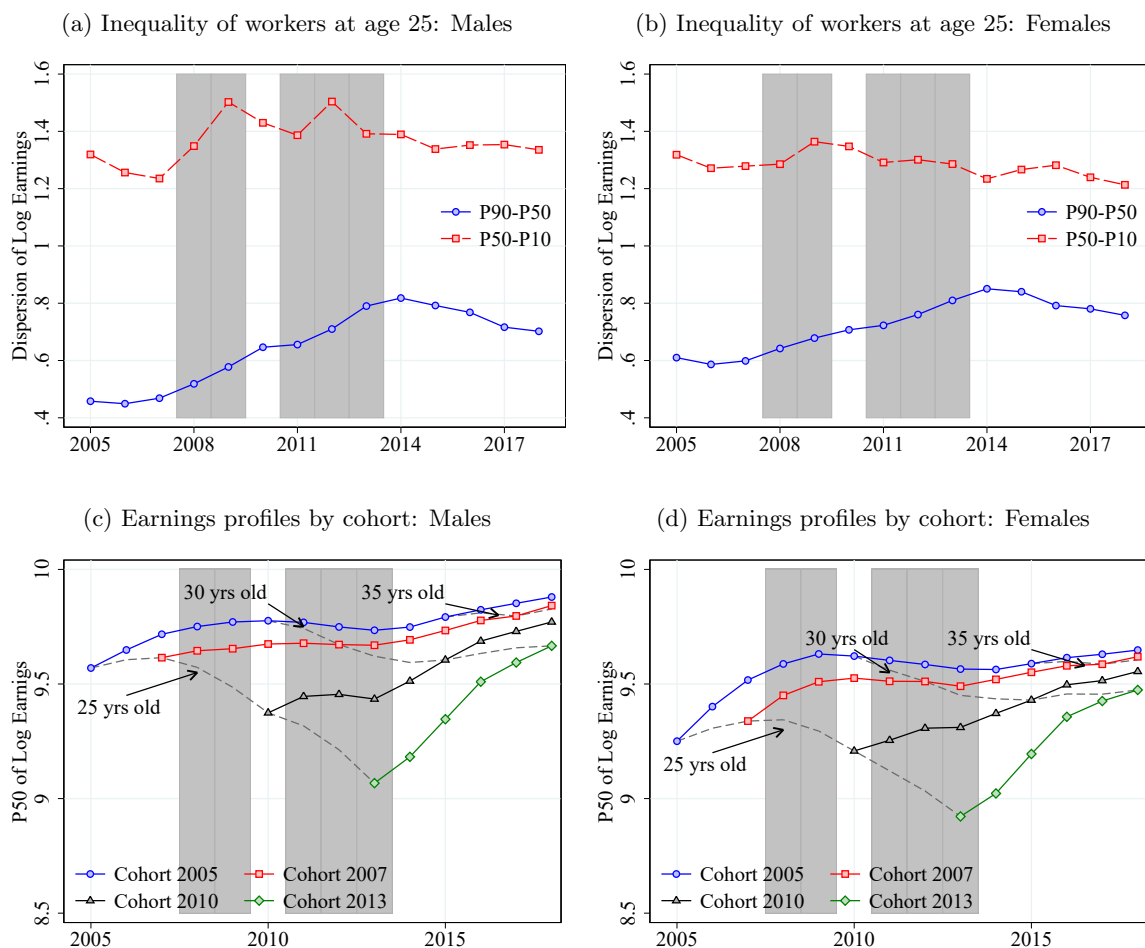 (a) Inequality of workers at age 25: Males
Dispersion of Log Earnings
1.6
1.4
1.2
1
.8
.6
.4
P90-P50
P50-P10
2005 2008 2011 2014 2017
(b) Inequality of workers at age 25: Females
Dispersion of Log Earnings
1.6
1.4
1.2
1
.8
.6
.4
P90-P50
P50-P10
2005 2008 2011 2014 2017
(c) Earnings profiles by cohort: Males
P50 of Log Earnings
10
9.5
9
8.5
30 yrs old
35 yrs old
25 yrs old
Cohort 2005 Cohort 2007
Cohort 2010 Cohort 2013
2005 2010 2015
(d) Earnings profiles by cohort: Females
P50 of Log Earnings
10
9.5
9
8.5
30 yrs old
35 yrs old
25 yrs old
Cohort 2005 Cohort 2007
Cohort 2010 Cohort 2013
2005 2010 2015